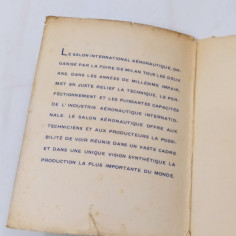 LE SALON INTERNATIONAL AÉRONAUTIQUE, OR-
GANISÉ PAR LA FOIRE DE MILAN TOUS LES DEUX
ANS, DANS LES ANNÉES DE MILLÉSIME IMPAIR,
MET EN JUSTE RELIEF LA TECHNIQUE, LE PER-
FECTIONNEMENT ET LES PUISSANTES CAPACITÉS
DE L'INDUSTRIE AÉRONAUTIQUE INTERNATIO-
NALE. LE SALON AÉRONAUTIQUE OFFRE AUX
TECHNICIENS ET AUX PRODUCTEURS LA POSSI-
BILITÉ DE VOIR RÉUNIE DANS UN VASTE CADRE
ET DANS UNE UNIQUE VISION SYNTHÉTIQUE LA
PRODUCTION LA PLUS IMPORTANTE DU MONDE